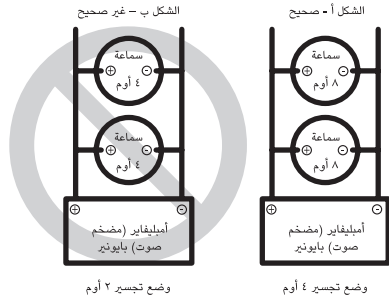 الشكل أ - صحيح
سماعة
⊕ ⊖
٨ أوم
سماعة
⊕ ⊖
٨ أوم
⊕ ⊖
أمبليفاير (مضخم
صوت) بايونير
وضع تجسير ٤ أوم
الشكل ب – غير صحيح
سماعة
⊕ ⊖
٤ أوم
سماعة
⊕ ⊖
٤ أوم
⊕ ⊖
أمبليفاير (مضخم
صوت) بايونير
وضع تجسير ٢ أوم